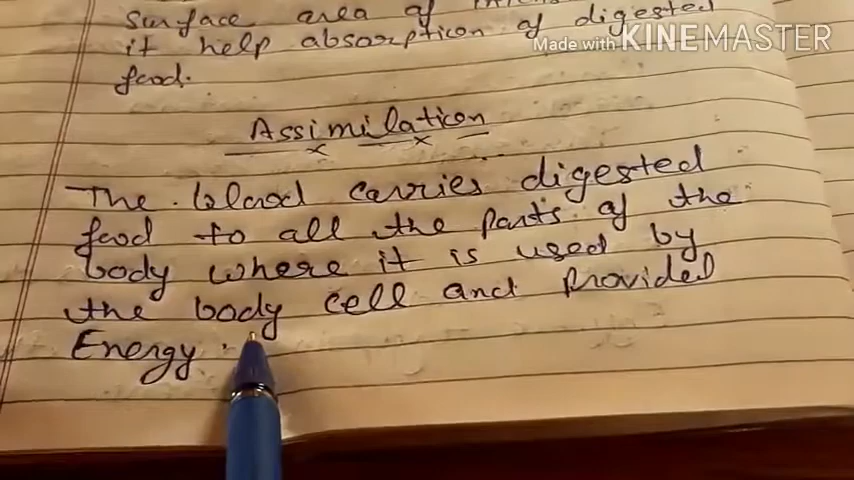 Surface area of
it help absorption of digested
food.
Made with KINEMASTER
Assimilation
The blood carries digested
food to all the parts of the
body where it is used by
the body cell and provided
Energy.